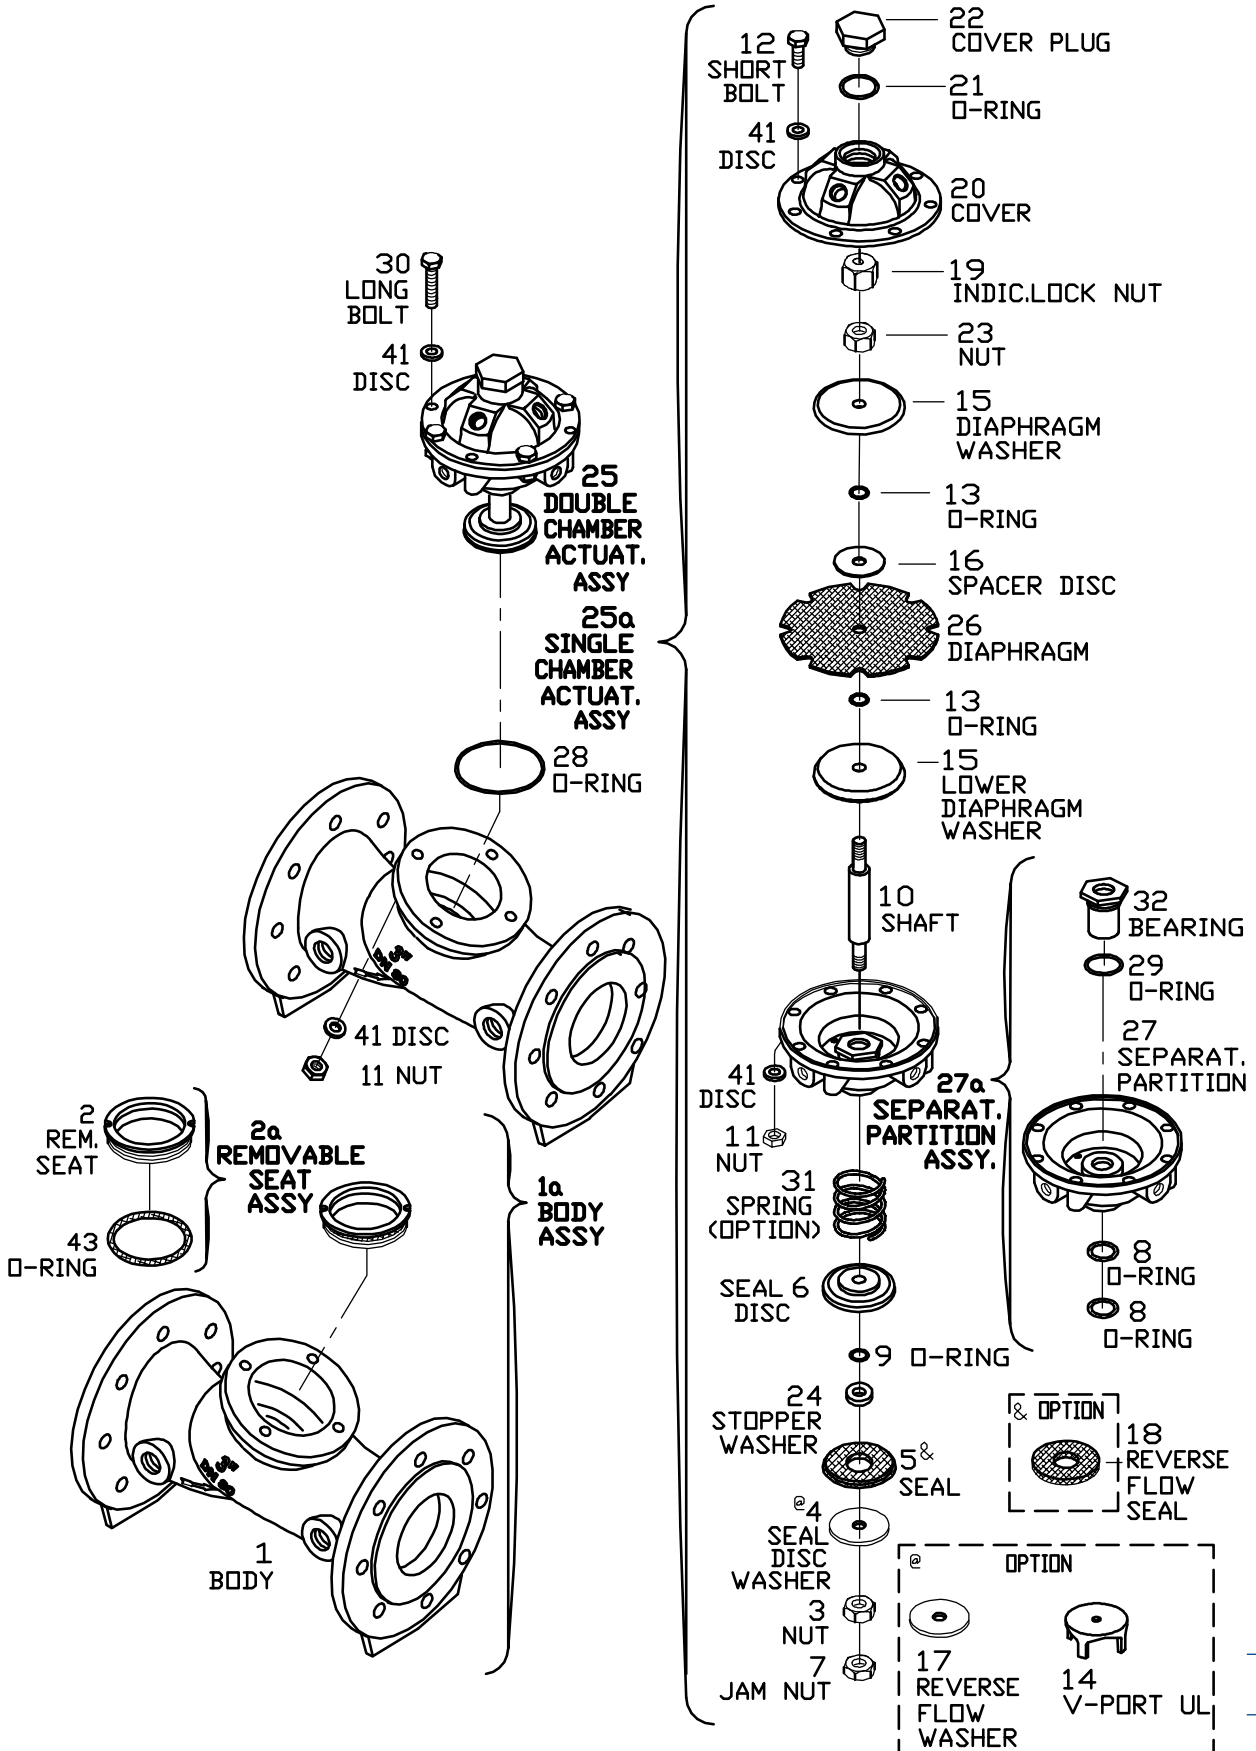 22
COVER PLUG
12
SHORT
BOLT
21
O-RING
41
DISC
20
COVER
19
INDIC.LOCK NUT
23
NUT
15
DIAPHRAGM
WASHER
13
O-RING
16
SPACER DISC
26
DIAPHRAGM
13
O-RING
15
LOWER
DIAPHRAGM
WASHER
10
SHAFT
30
LONG
BOLT
41
DISC
25
DOUBLE
CHAMBER
ACTUAT.
ASSY
25a
SINGLE
CHAMBER
ACTUAT.
ASSY
28
O-RING
3"
DN 80
41 DISC
11 NUT
32
BEARING
29
O-RING
27
SEPARAT.
PARTITION
27a
SEPARAT.
PARTITION
ASSY.
41
DISC
11
NUT
31
SPRING
(OPTION)
8
O-RING
8
O-RING
SEAL 6
DISC
9 O-RING
24
STOPPER
WASHER
5&
SEAL
@4
SEAL
DISC
WASHER
3
NUT
7
JAM NUT
& OPTION
18
REVERSE
FLOW
SEAL
@ OPTION
17
REVERSE
FLOW
WASHER
14
V-PORT UL
2
REM.
SEAT
2a
REMOVABLE
SEAT
ASSY
43
O-RING
1a
BODY
ASSY
3"
DN 80
1
BODY